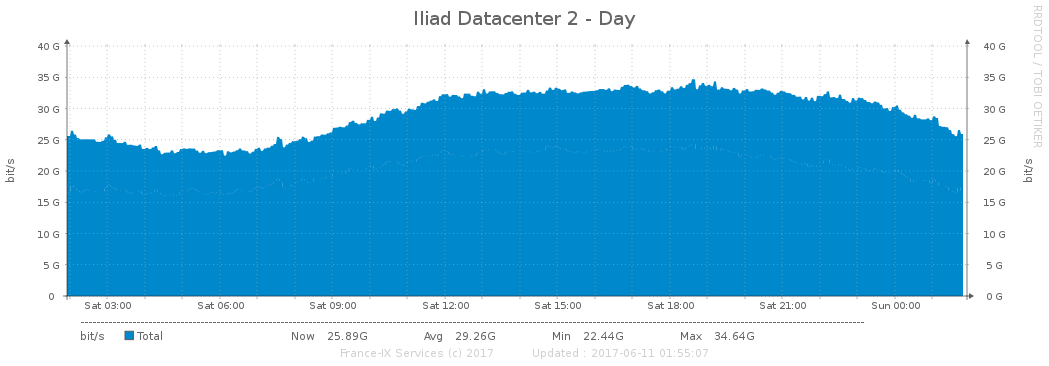 Iliad Datacenter 2 - Day
RRDTOOL / TOBI OETIKER
40 G 40 G
35 G 35 G
30 G 30 G
25 G 25 G
20 G 20 G
15 G 15 G
10 G 10 G
5 G 5 G
0 0 G
bit/s bit/s
Sat 03:00 Sat 06:00 Sat 09:00 Sat 12:00 Sat 15:00 Sat 18:00 Sat 21:00 Sun 00:00
bit/s Total Now 25.89G Avg 29.26G Min 22.44G Max 34.64G
France-IX Services (c) 2017 Updated : 2017-06-11 01:55:07